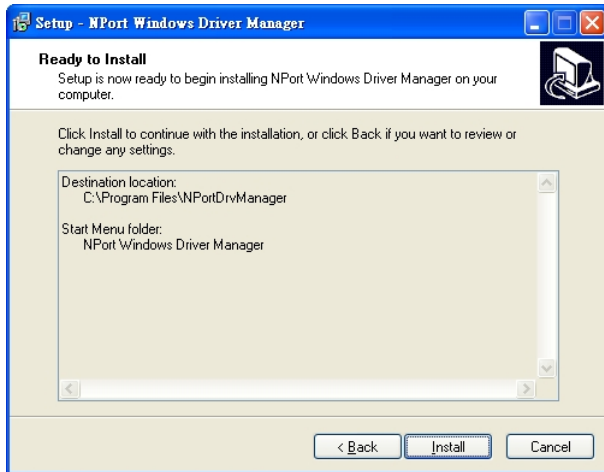 Setup - NPort Windows Driver Manager
Ready to Install
Setup is now ready to begin installing NPort Windows Driver Manager on your
computer.
Click Install to continue with the installation, or click Back if you want to review or
change any settings.
Destination location:
C:\Program Files\NPortDrvManager
Start Menu folder:
NPort Windows Driver Manager
< Back
Install
Cancel